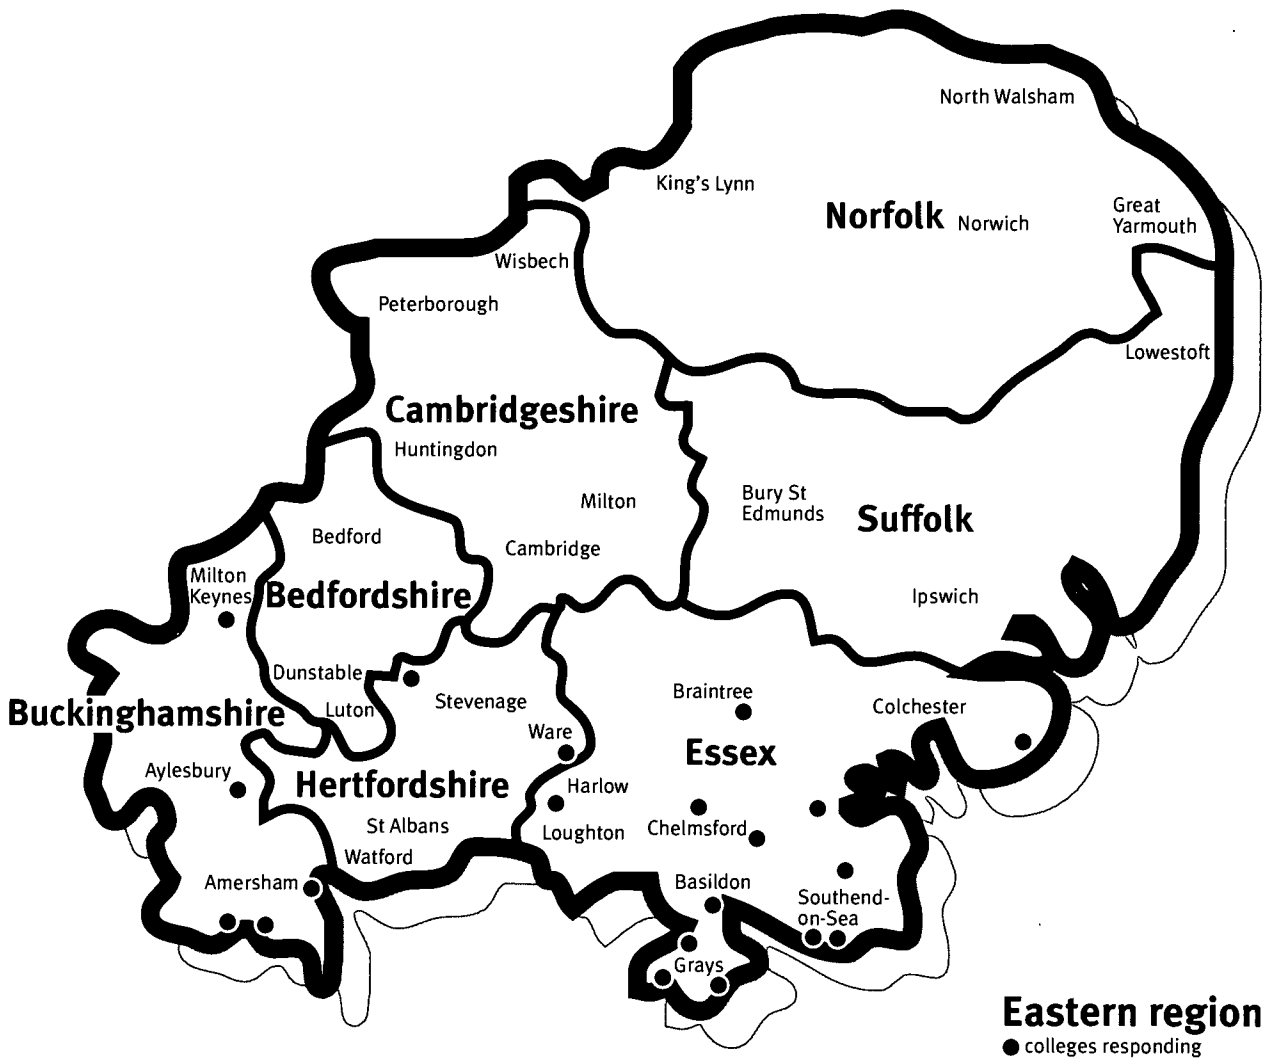 North Walsham
King's Lynn
Norfolk
Norwich
Great
Yarmouth
Wisbech
Peterborough
Lowestoft
Cambridgeshire
Huntingdon
Milton
Bury St
Edmunds
Suffolk
Bedford
Cambridge
Milton
Keynes
Bedfordshire
Ipswich
Dunstable
Luton
Stevenage
Braintree
Colchester
Buckinghamshire
Ware
Essex
Aylesbury
Hertfordshire
Harlow
St Albans
Loughton
Chelmsford
Watford
Amersham
Basildon
Southend-
on-Sea
Grays
Eastern region
colleges responding